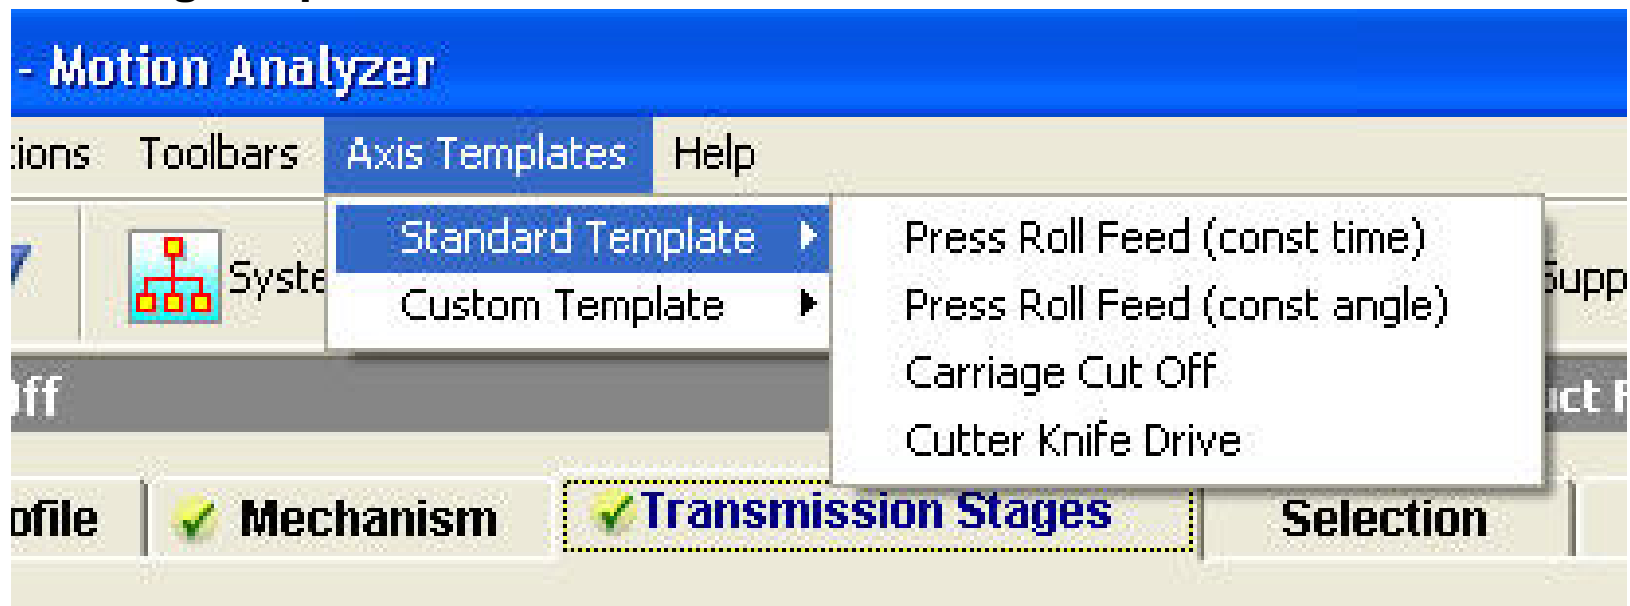 - Motion Analyzer
Toolbars Axis Templates Help
Standard Template Press Roll Feed (const time)
Custom Template Press Roll Feed (const angle)
Carriage Cut Off
Cutter Knife Drive
Mechanism Transmission Stages Selection